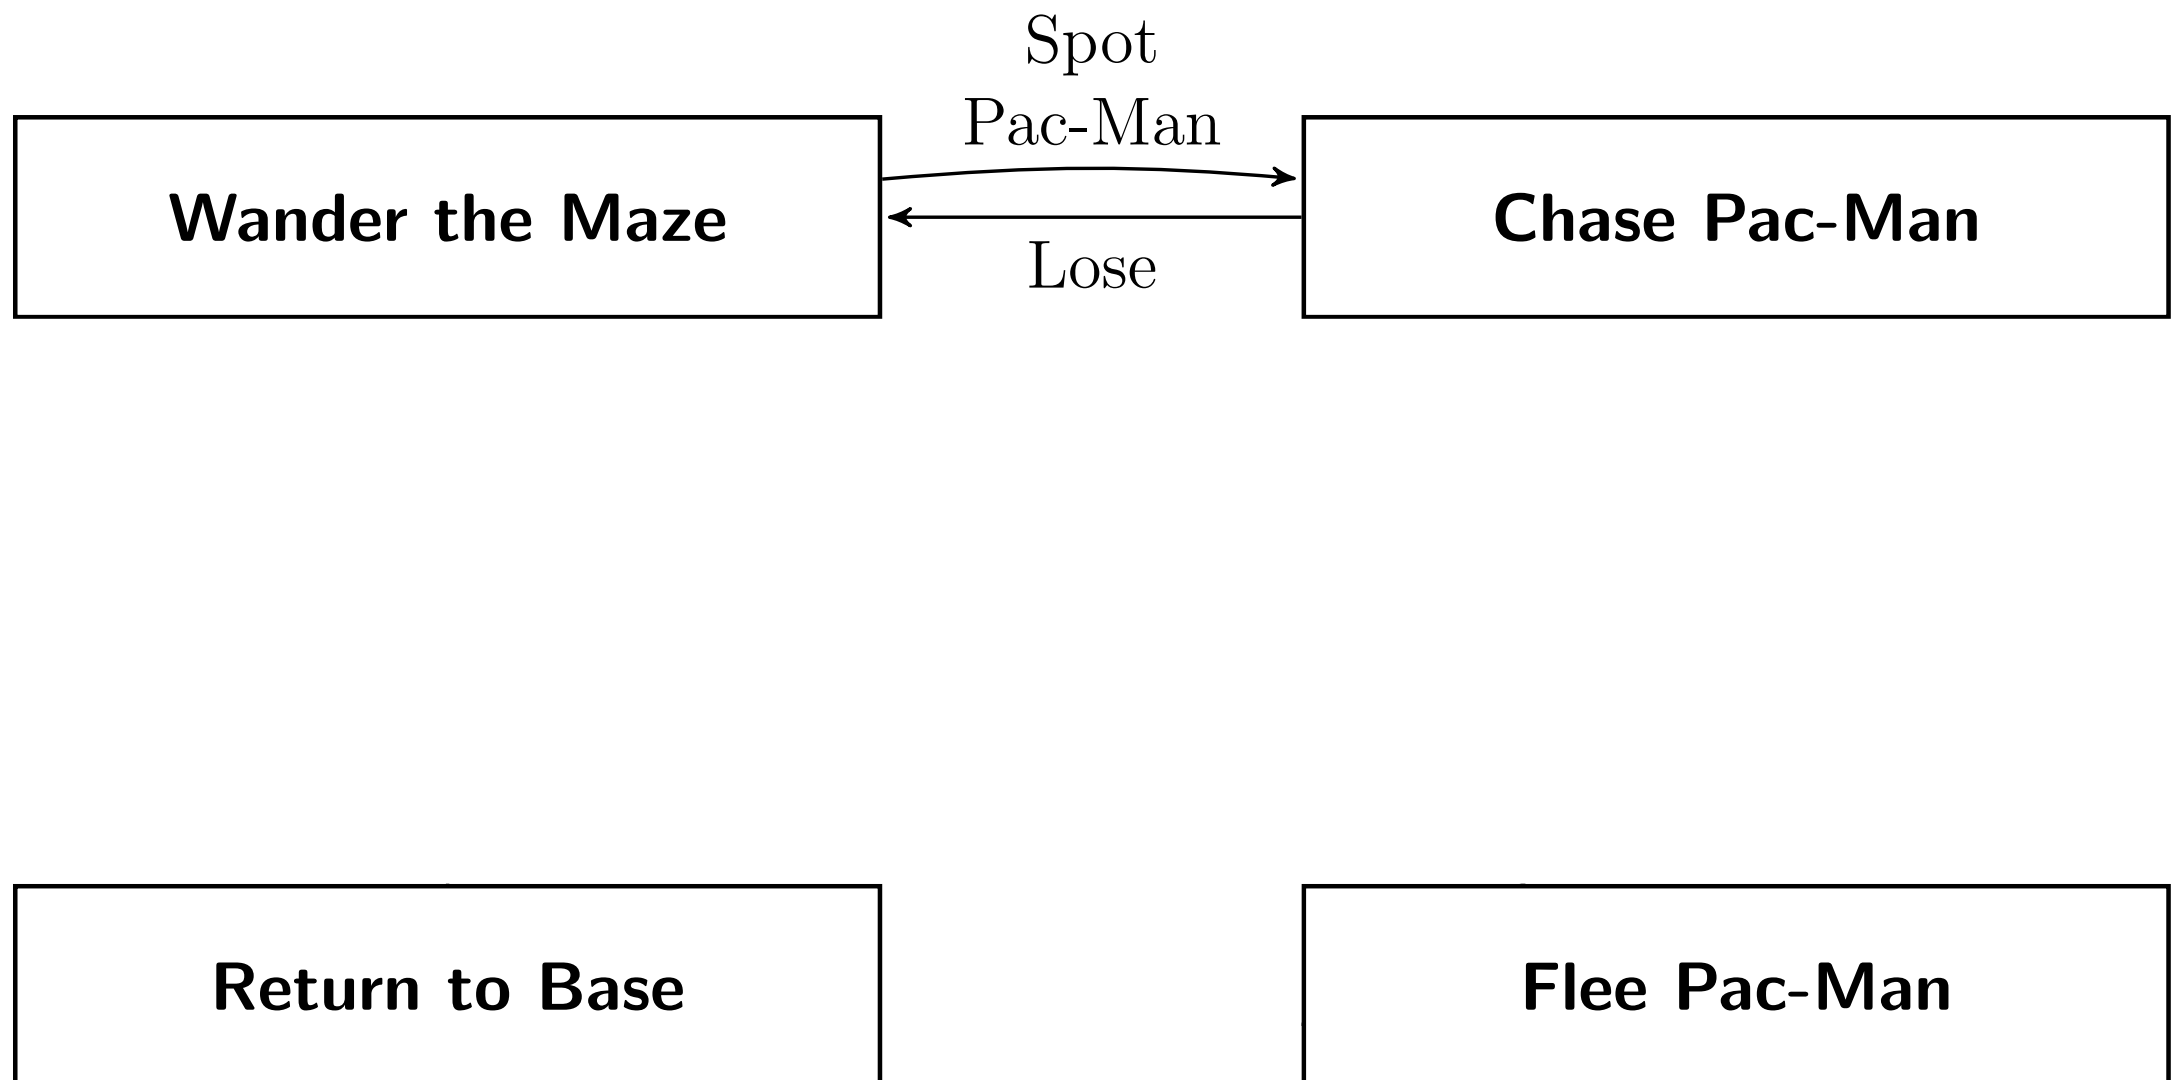 Spot
Pac-Man
Wander the Maze
Chase Pac-Man
Lose
Return to Base
Flee Pac-Man